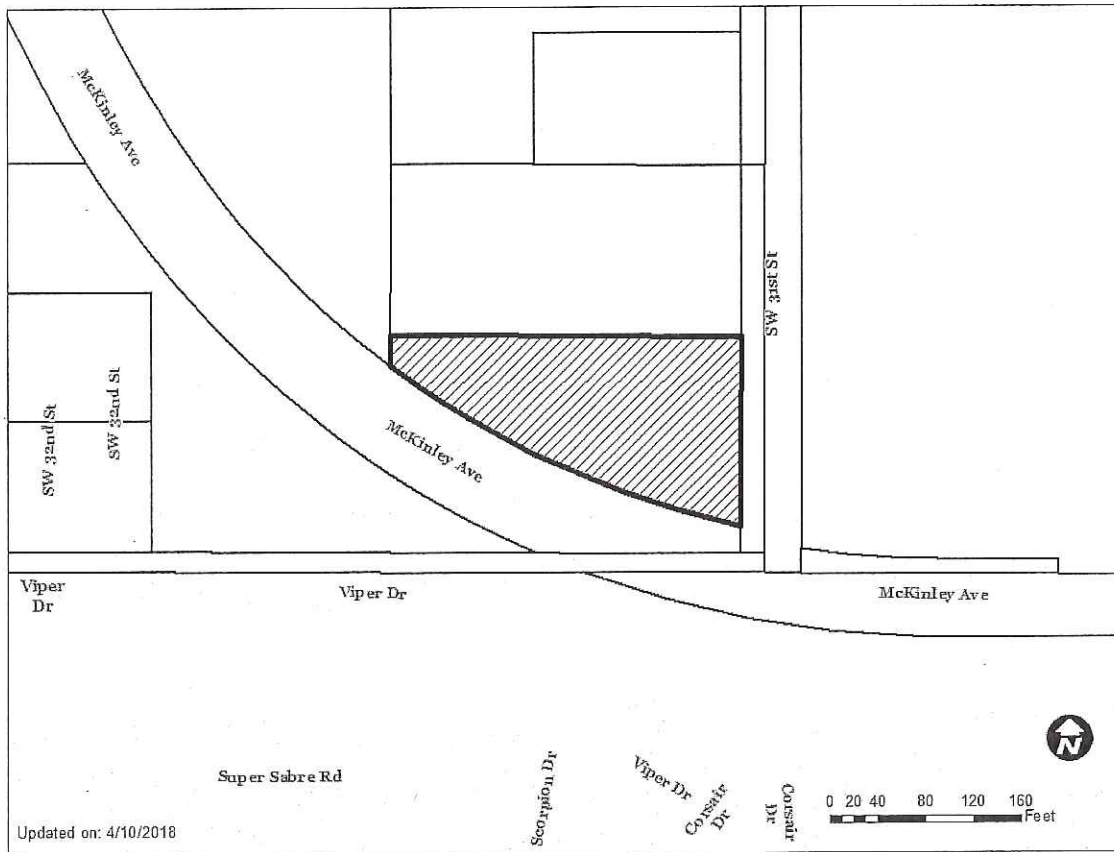 McKinley Ave
SW 31st St
SW 32nd St
SW 32nd St
McKinley Ave
Viper
Dr
Viper Dr
McKinley Ave
N
Super Sabre Rd
Scorpion Dr
Viper Dr
Corsair
Dr
Corsair
Dr
0 20 40 80 120 160
Feet
Updated on: 4/10/2018